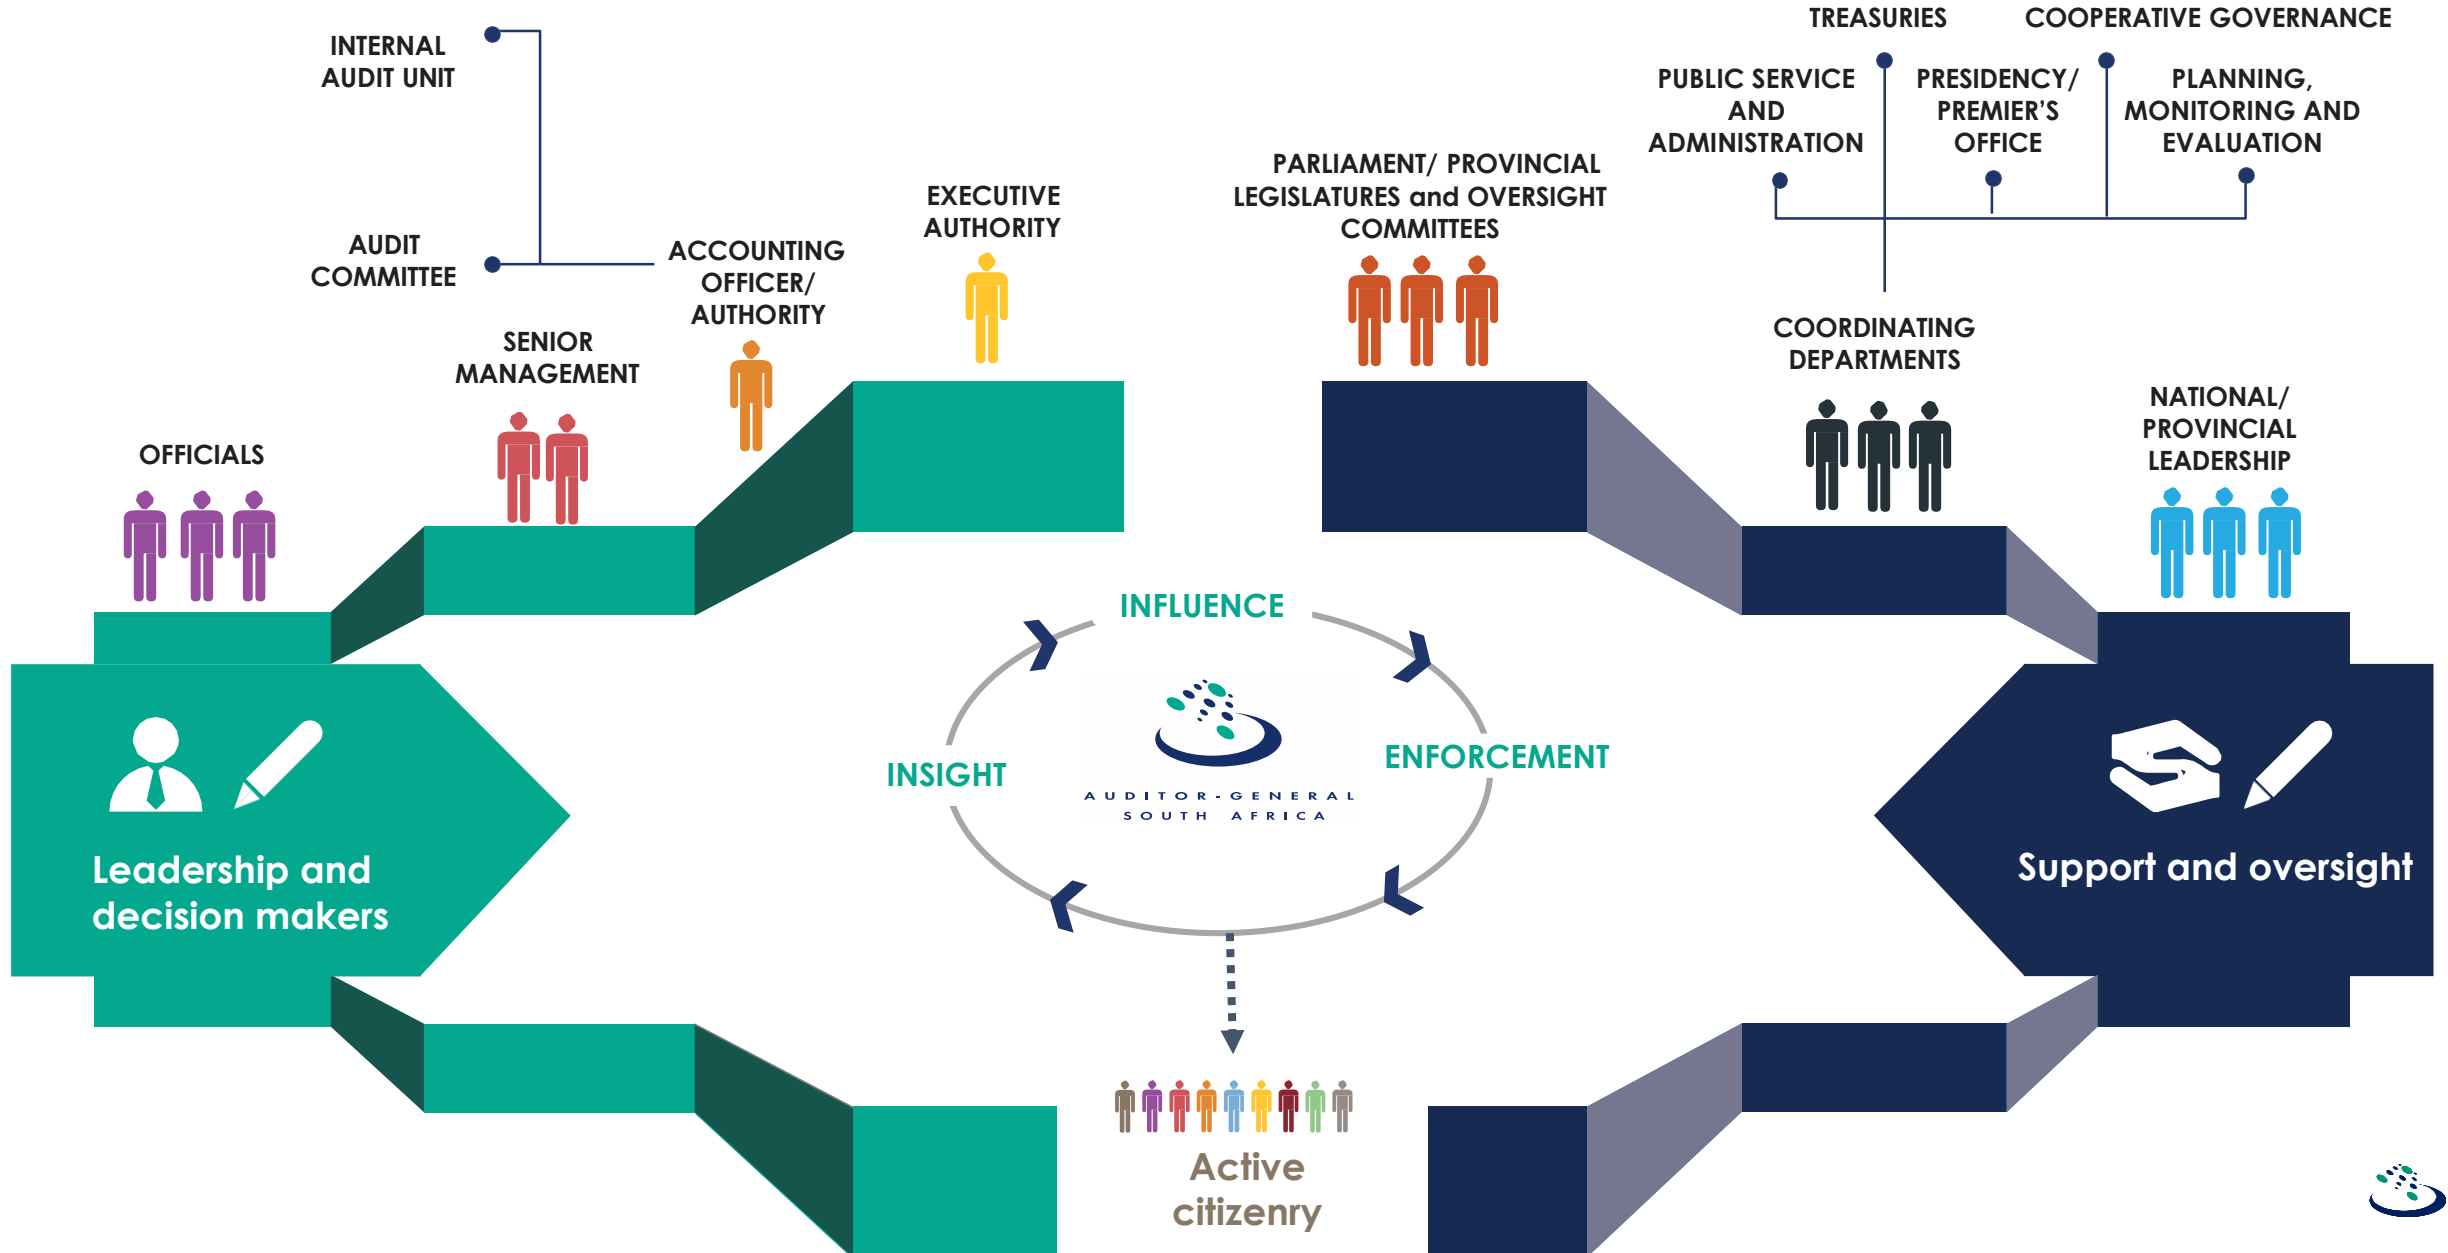 INTERNAL
AUDIT UNIT
AUDIT
COMMITTEE
OFFICIALS
SENIOR
MANAGEMENT
ACCOUNTING
OFFICER/
AUTHORITY
EXECUTIVE
AUTHORITY
PARLIAMENT/ PROVINCIAL
LEGISLATURES and OVERSIGHT
COMMITTEES
TREASURIES
COOPERATIVE GOVERNANCE
PUBLIC SERVICE
AND
ADMINISTRATION
PRESIDENCY/
PREMIER'S
OFFICE
PLANNING,
MONITORING AND
EVALUATION
COORDINATING
DEPARTMENTS
NATIONAL/
PROVINCIAL
LEADERSHIP
INFLUENCE
INSIGHT
ENFORCEMENT
AUDITOR-GENERAL
SOUTH AFRICA
Leadership and
decision makers
Support and oversight
Active
citizenry